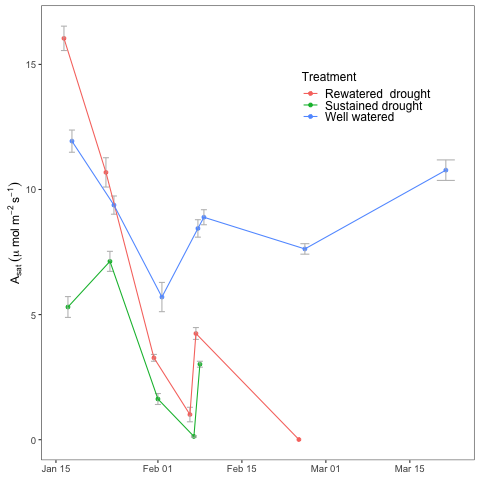 Treatment
Rewatered  drought
Sustained drought
Well watered
15
10
5
0
A sat (μ mol m⁻² s⁻¹)
Jan 15
Feb 01
Feb 15
Mar 01
Mar 15